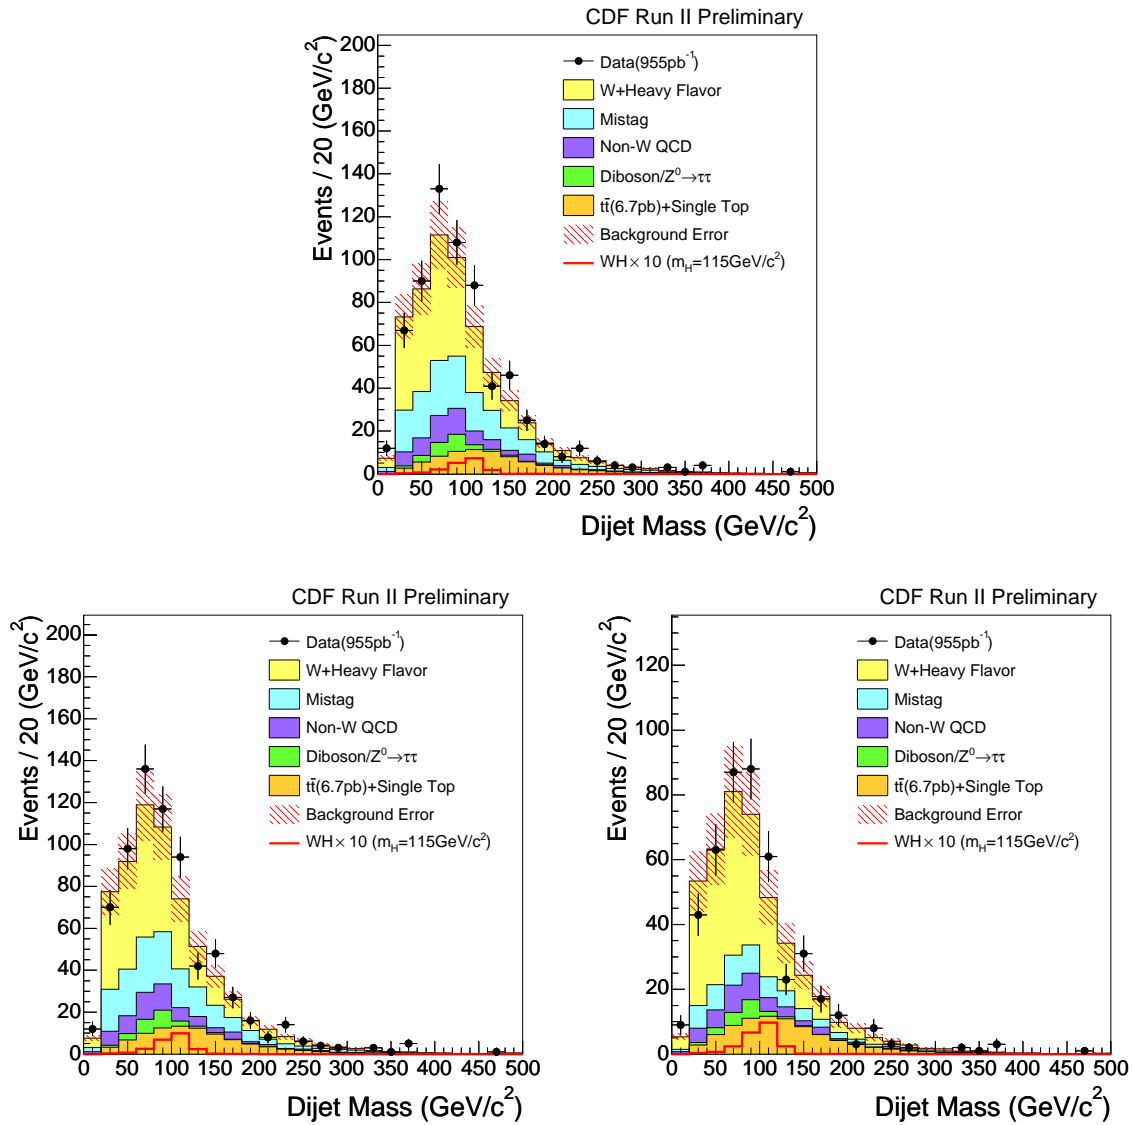 CDF Run II Preliminary
Events / 20 (GeV/c²)
200
180
160
140
120
100
80
60
40
20
0
Data(955pb⁻¹)
W+Heavy Flavor
Mistag
Non-W QCD
Diboson/Z⁰→ττ
tt̄(6.7pb)+Single Top
Background Error
WH×10 (m_H=115GeV/c²)
0 50 100 150 200 250 300 350 400 450 500
Dijet Mass (GeV/c²)
CDF Run II Preliminary
Events / 20 (GeV/c²)
200
180
160
140
120
100
80
60
40
20
0
Data(955pb⁻¹)
W+Heavy Flavor
Mistag
Non-W QCD
Diboson/Z⁰→ττ
tt̄(6.7pb)+Single Top
Background Error
WH×10 (m_H=115GeV/c²)
0 50 100 150 200 250 300 350 400 450 500
Dijet Mass (GeV/c²)
CDF Run II Preliminary
Events / 20 (GeV/c²)
120
100
80
60
40
20
0
Data(955pb⁻¹)
W+Heavy Flavor
Mistag
Non-W QCD
Diboson/Z⁰→ττ
tt̄(6.7pb)+Single Top
Background Error
WH×10 (m_H=115GeV/c²)
0 50 100 150 200 250 300 350 400 450 500
Dijet Mass (GeV/c²)